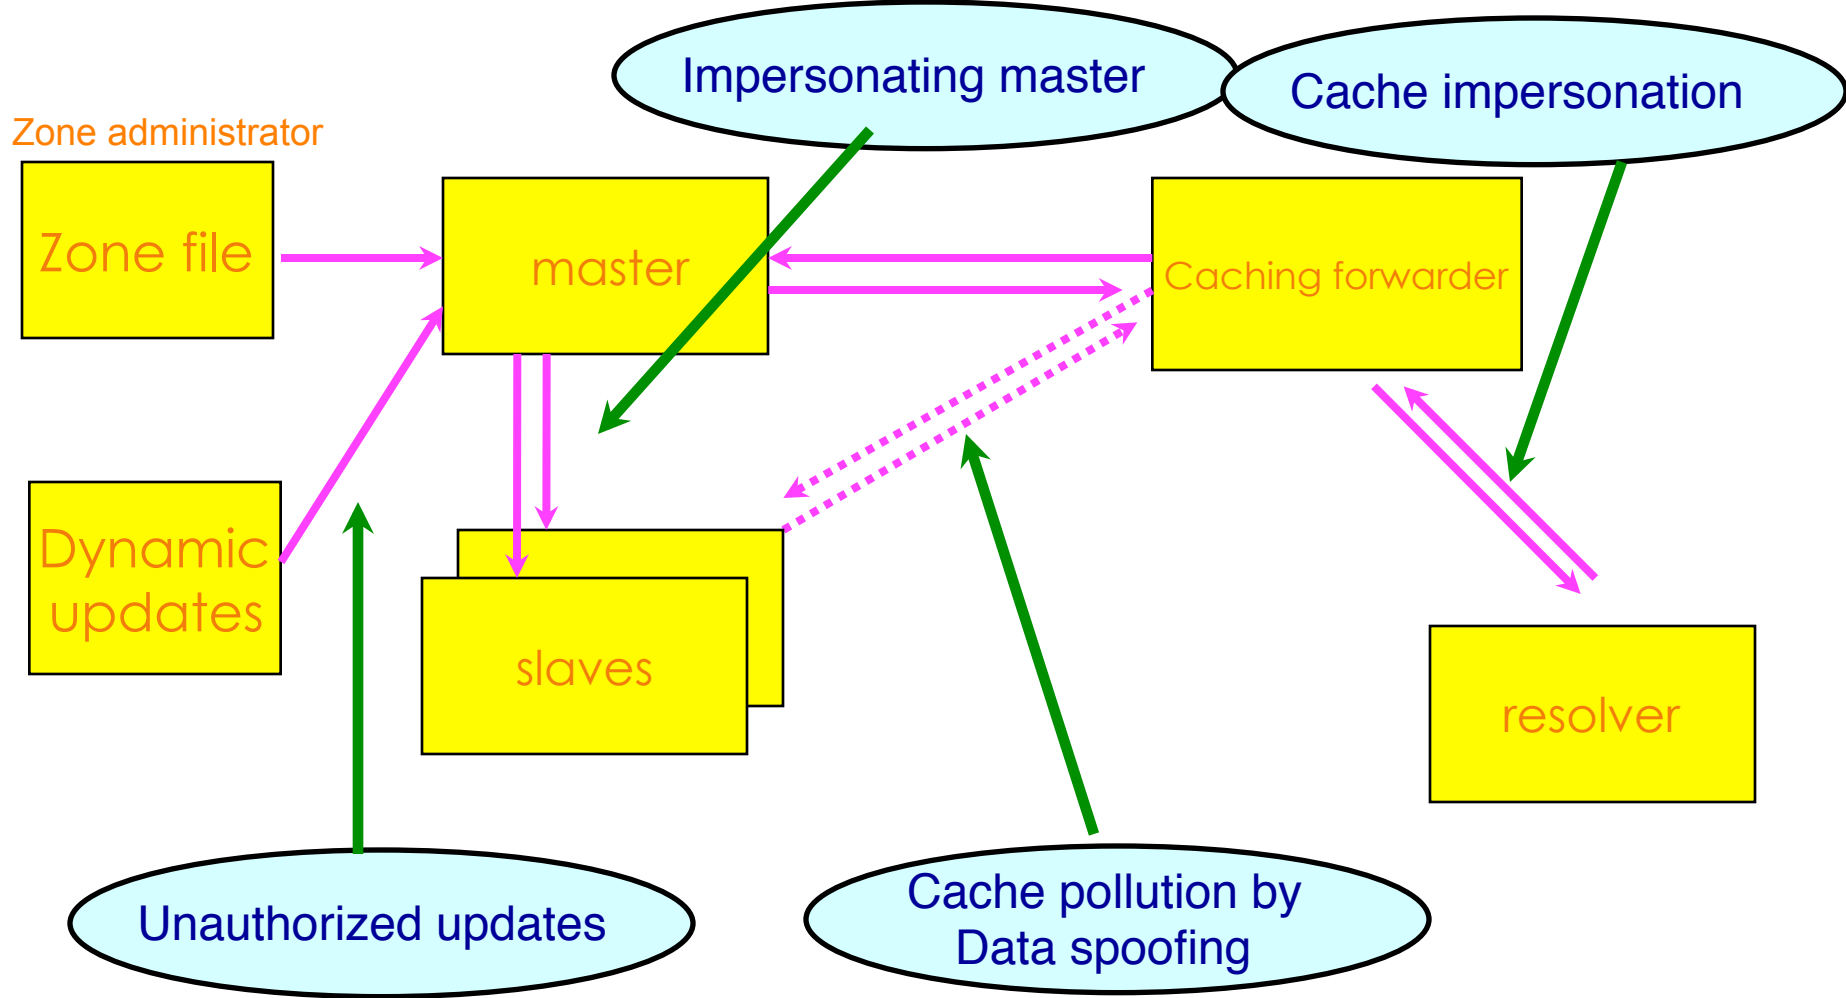 Impersonating master
Cache impersonation
Zone administrator
Zone file
master
Caching forwarder
Dynamic
updates
slaves
resolver
Unauthorized updates
Cache pollution by
Data spoofing